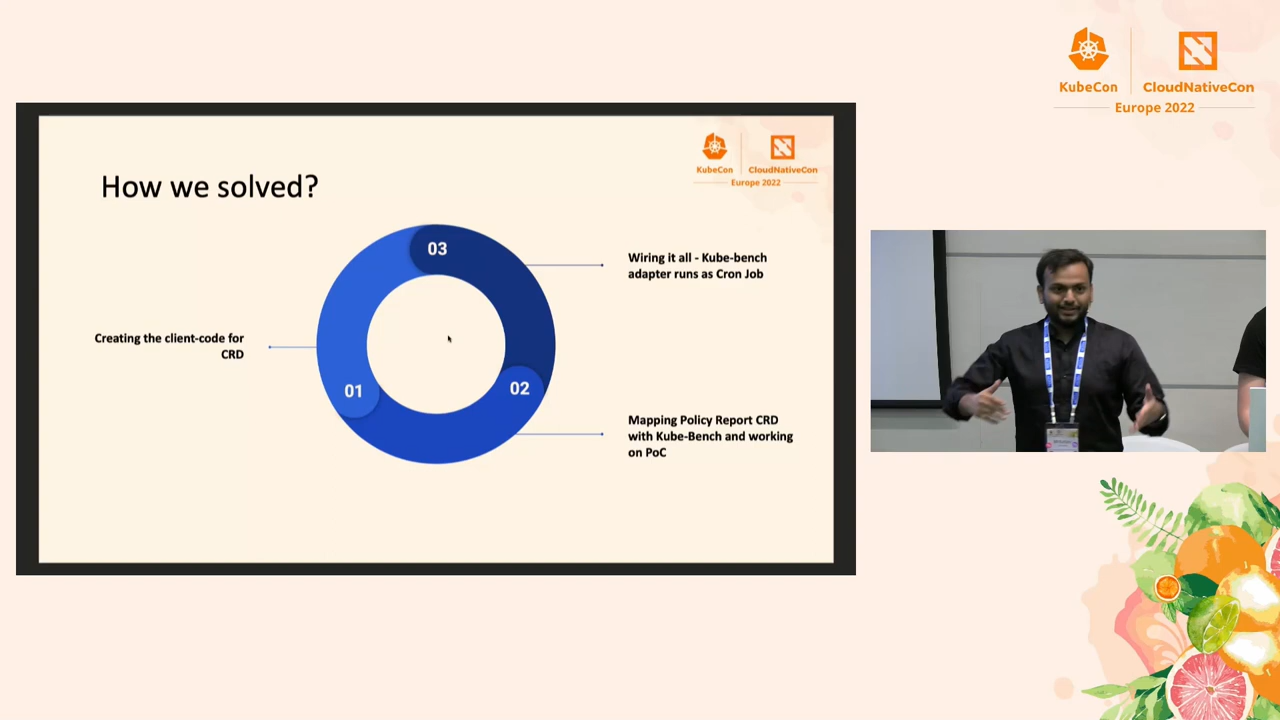 KubeCon
CloudNativeCon
Europe 2022
KubeCon
CloudNativeCon
Europe 2022
How we solved?
03
Wiring it all - Kube-bench
adapter runs as Cron Job
Creating the client-code for
CRD
01
02
Mapping Policy Report CRD
with Kube-Bench and working
on PoC